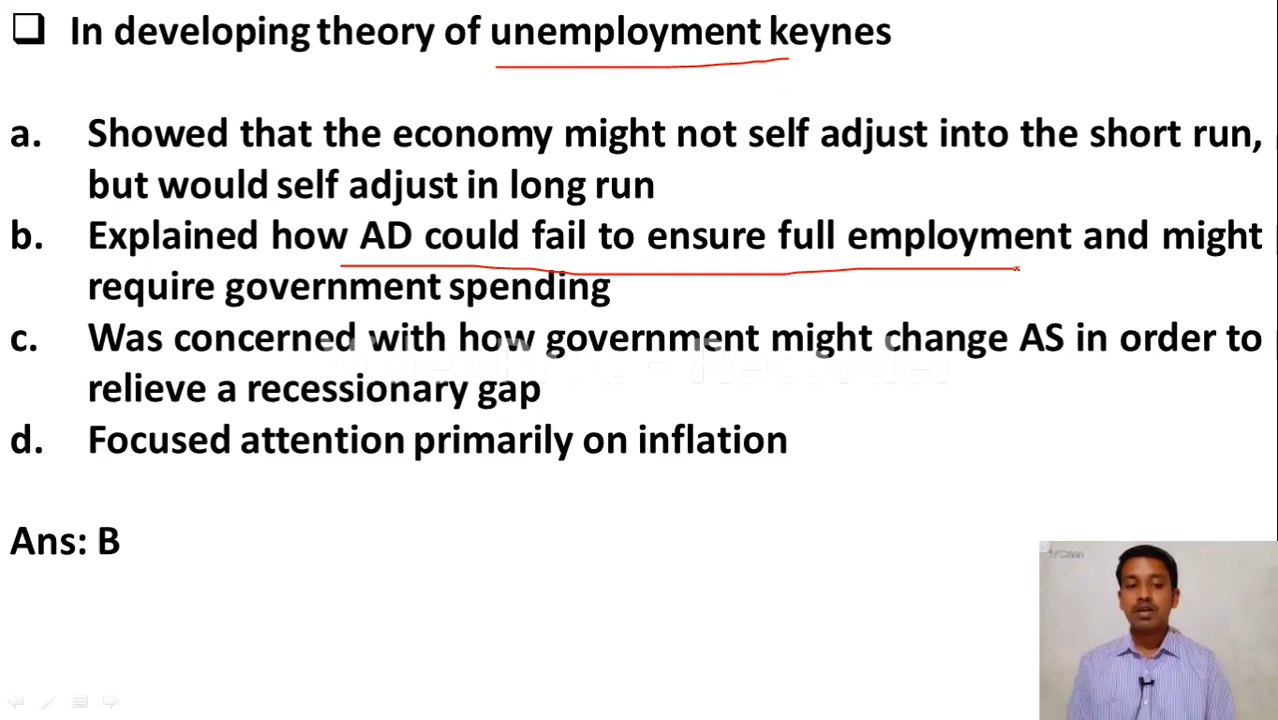 ❑ In developing theory of unemployment keynes
a. Showed that the economy might not self adjust into the short run,
but would self adjust in long run
b. Explained how AD could fail to ensure full employment and might
require government spending
c. Was concerned with how government might change AS in order to
relieve a recessionary gap
d. Focused attention primarily on inflation
Ans: B